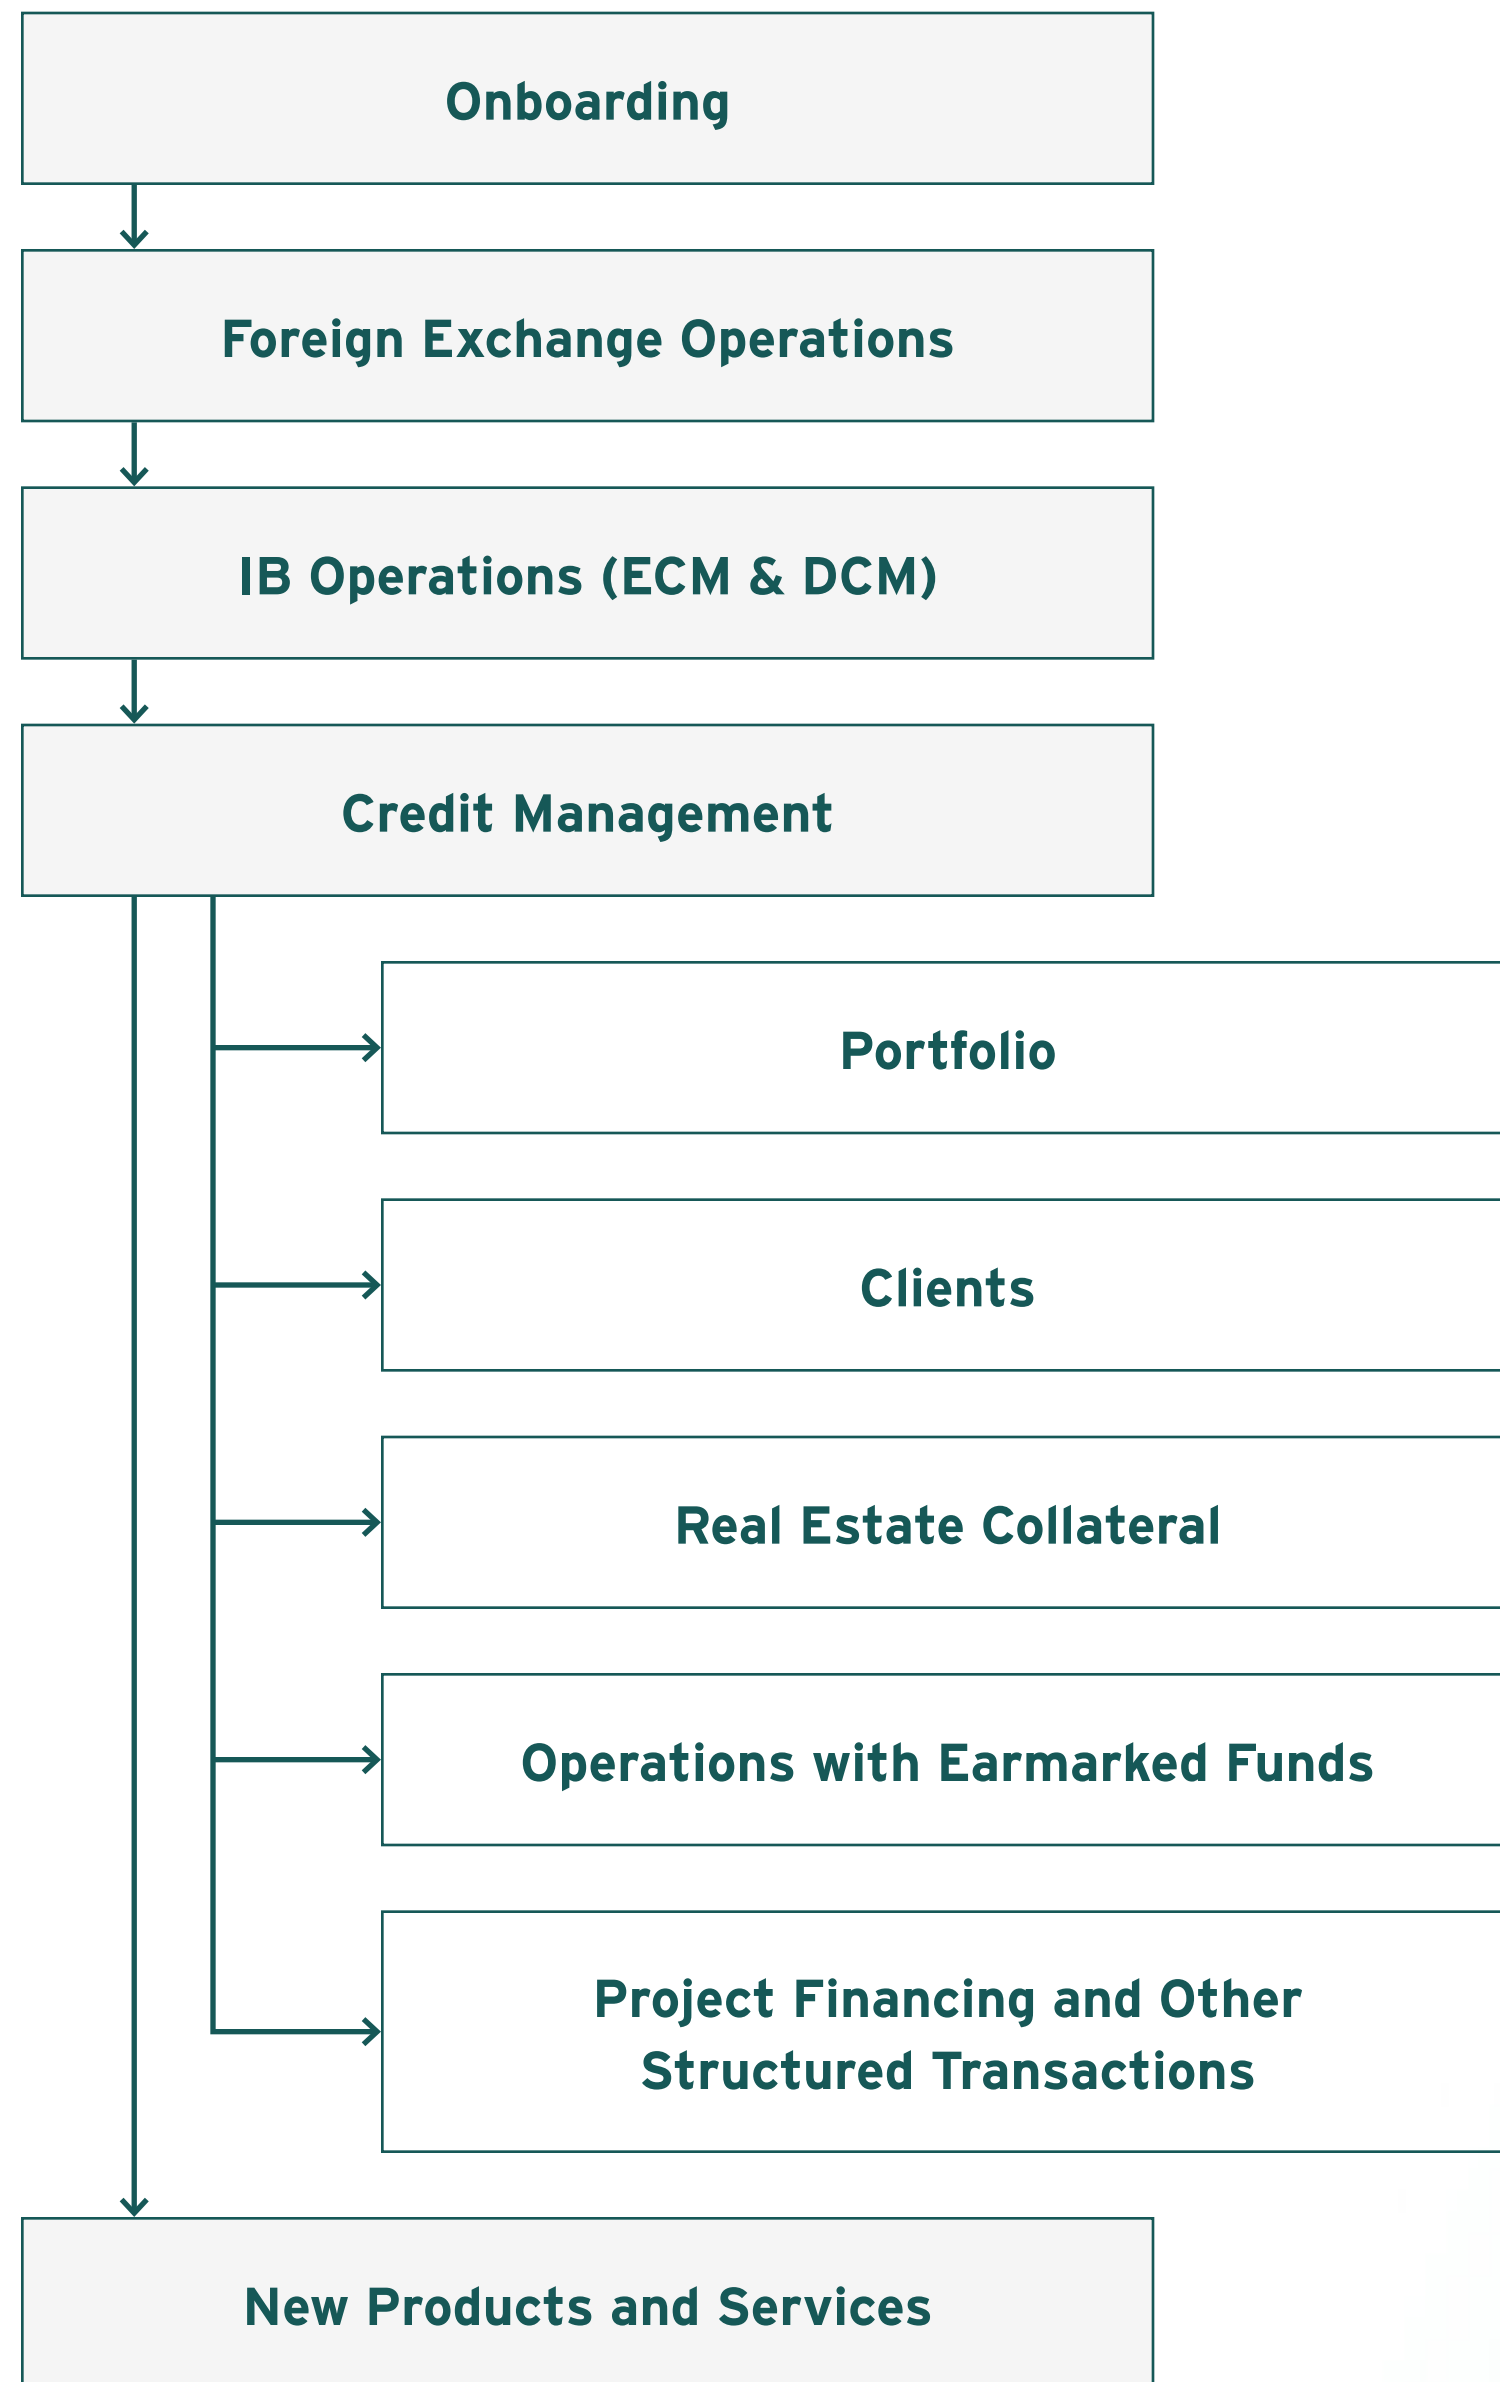 Onboarding
Foreign Exchange Operations
IB Operations (ECM & DCM)
Credit Management
Portfolio
Clients
Real Estate Collateral
Operations with Earmarked Funds
Project Financing and Other
Structured Transactions
New Products and Services